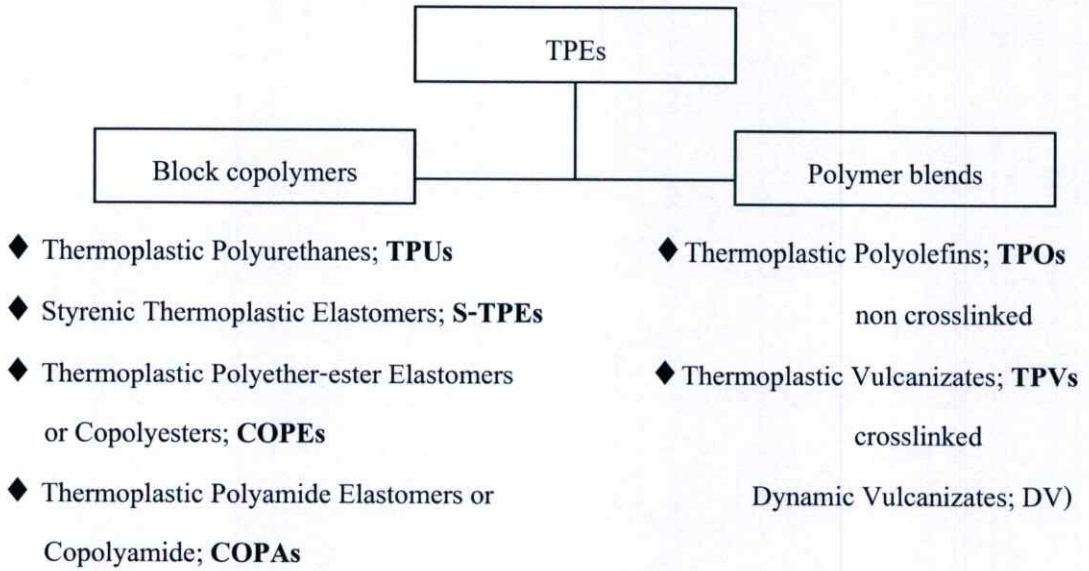 TPEs
Block copolymers
Polymer blends
♦ Thermoplastic Polyurethanes; TPUs
♦ Styrenic Thermoplastic Elastomers; S-TPEs
♦ Thermoplastic Polyether-ester Elastomers
or Copolyesters; COPEs
♦ Thermoplastic Polyamide Elastomers or
Copolyamide; COPAs
♦ Thermoplastic Polyolefins; TPOs
non crosslinked
♦ Thermoplastic Vulcanizates; TPVs
crosslinked
Dynamic Vulcanizates; DV)